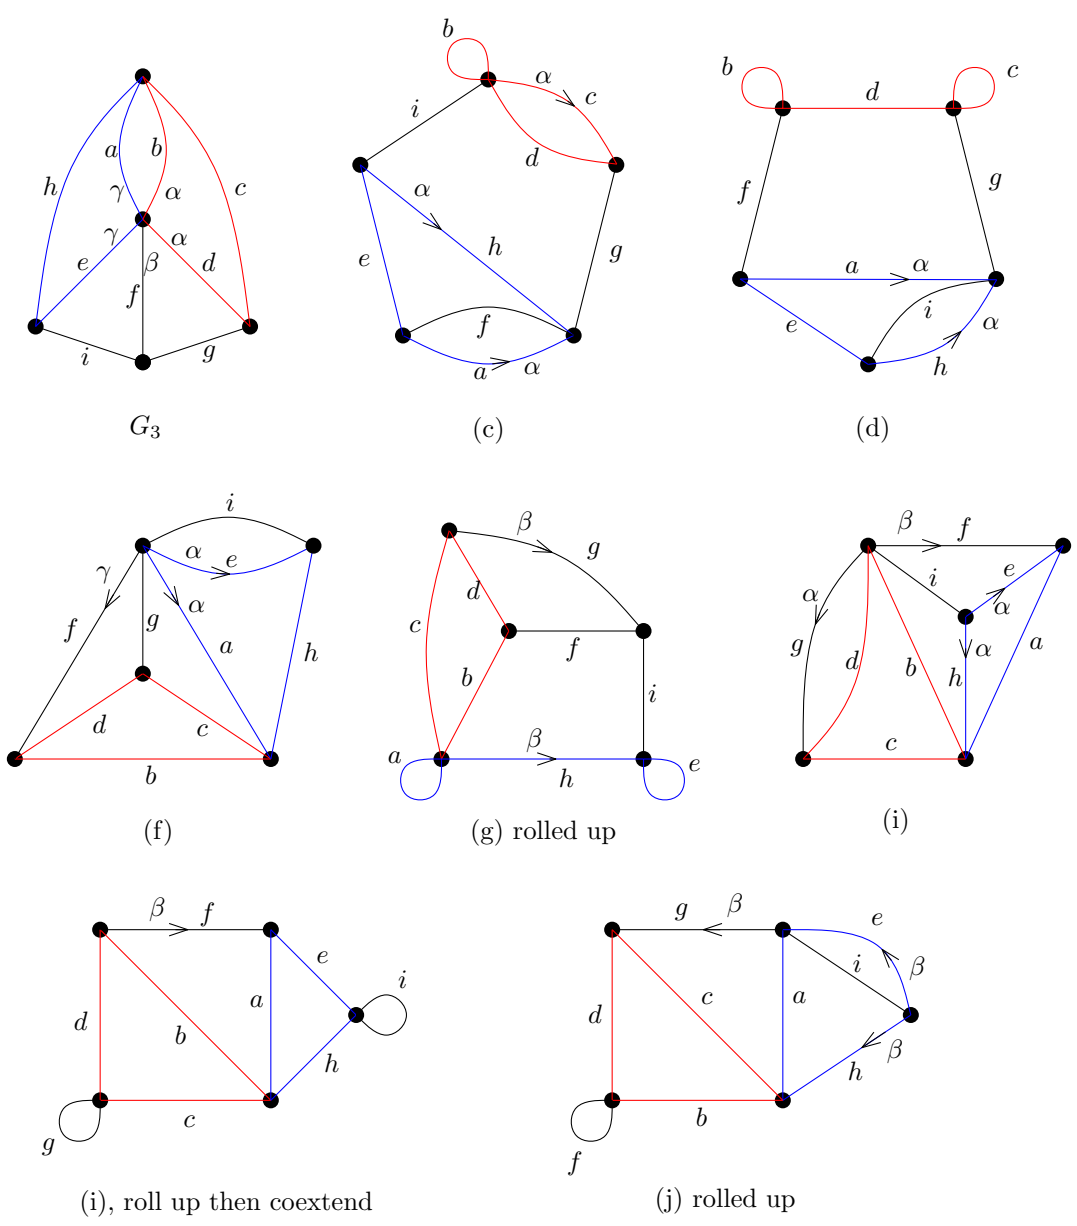 b
α
c
i
d
α
h
e
g
f
a
α
(c)
b
d
c
f
g
a
α
i
e
α
h
(d)
h
a
b
c
γ
α
γ
α
e
β
d
f
i
g
G₃
i
α
e
γ
α
f
g
a
h
d
c
b
(f)
β
g
d
c
f
b
i
a
β
h
e
(g) rolled up
β
f
α
i
e
α
g
d
b
α
h
a
c
(i)
β
f
e
i
a
d
b
h
g
c
(i), roll up then coextend
g
β
e
i
β
c
a
d
β
h
b
f
(j) rolled up